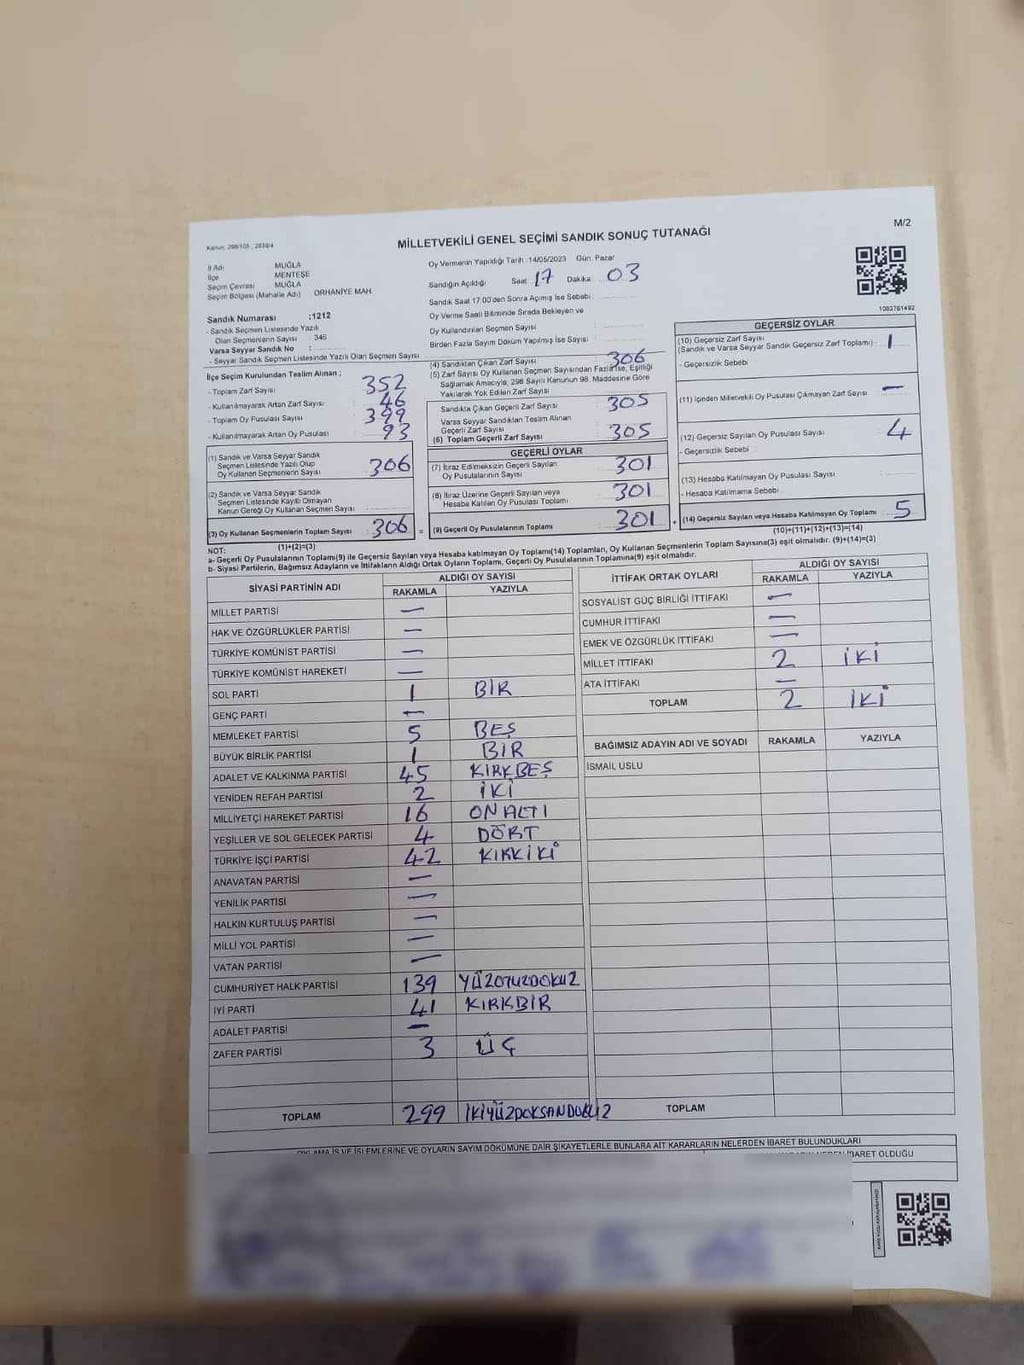 M/2
Kanun: 298/105 ; 2839/4
MİLLETVEKİLİ GENEL SEÇİMİ SANDIK SONUÇ TUTANAĞI
İl Adı MUĞLA
İlçe MENTEŞE
Seçim Çevresi MUĞLA
Seçim Bölgesi (Mahalle Adı) ORHANİYE MAH.
Sandık Numarası :1212
- Sandık Seçmen Listesinde Yazılı
Olan Seçmenlerin Sayısı 346
Varsa Seyyar Sandık No :
- Seyyar Sandık Seçmen Listesinde Yazılı Olan Seçmen Sayısı
Oy Vermenin Yapıldığı Tarih :14/05/2023 Gün: Pazar
Sandığın Açıldığı Saat 17 Dakika 03
Sandık Saat 17:00'den Sonra Açımış İse Sebebi
Oy Verme Saati Bitiminde Sırada Bekleyen ve
Oy Kullandırılan Seçmen Sayısı
Birden Fazla Sayım Döküm Yapılmış İse Sayısı
1003761492
İlçe Seçim Kurulundan Teslim Alınan :
- Toplam Zarf Sayısı 352
- Kullanılmayarak Artan Zarf Sayısı 46
- Toplam Oy Pusulası Sayısı 399
- Kullanılmayarak Artan Oy Pusulası 93
(1) Sandık ve Varsa Seyyar Sandık
Seçmen Listesinde Yazılı Olup
Oy Kullanan Seçmenlerin Sayısı 306
(2) Sandık ve Varsa Seyyar Sandık
Seçmen Listesinde Kayıtlı Olmayan
Kanun Gereği Oy Kullanan Seçmen Sayısı
(3) Oy Kullanan Seçmenlerin Toplam Sayısı 306 =
(1)+(2)=(3)
(4) Sandıktan Çıkan Zarf Sayısı 306
(5) Zarf Sayısı Oy Kullanan Seçmen Sayısından Fazla İse, Eşitliği
Sağlamak Amacıyla, 298 Sayılı Kanunun 98. Maddesine Göre
Yakılarak Yok Edilen Zarf Sayısı
Sandıkta Çıkan Geçerli Zarf Sayısı 305
Varsa Seyyar Sandıktan Teslim Alınan
Geçerli Zarf Sayısı
(6) Toplam Geçerli Zarf Sayısı 305
GEÇERLİ OYLAR
(7) İtiraz Edilmeksizin Geçerli Sayılan
Oy Pusulalarının Sayısı 301
(8) İtiraz Üzerine Geçerli Sayılan veya
Hesaba Katılan Oy Pusulası Toplamı 301
(9) Geçerli Oy Pusulalarının Toplamı 301 +
GEÇERSİZ OYLAR
(10) Geçersiz Zarf Sayısı
(Sandık ve Varsa Seyyar Sandık Geçersiz Zarf Toplamı) : 1
- Geçersizlik Sebebi
(11) İçinden Milletvekili Oy Pusulası Çıkmayan Zarf Sayısı —
(12) Geçersiz Sayılan Oy Pusulası Sayısı 4
- Geçersizlik Sebebi
(13) Hesaba Katılmayan Oy Pusulası Sayısı
- Hesaba Katılmama Sebebi
(14) Geçersiz Sayılan veya Hesaba Katılmayan Oy Toplamı 5
(10)+(11)+(12)+(13)=(14)
NOT:
a- Geçerli Oy Pusulalarının Toplamı(9) ile Geçersiz Sayılan veya Hesaba katılmayan Oy Toplamı(14) Toplamları, Oy Kullanan Seçmenlerin Toplam Sayısına(3) eşit olmalıdır. (9)+(14)=(3)
b- Siyasi Partilerin, Bağımsız Adayların ve İttifakların Aldığı Ortak Oyların Toplamı, Geçerli Oy Pusulalarının Toplamına(9) eşit olmalıdır.
SİYASİ PARTİNİN ADI ALDIĞI OY SAYISI
RAKAMLA YAZIYLA
MİLLET PARTİSİ —
HAK VE ÖZGÜRLÜKLER PARTİSİ —
TÜRKİYE KOMÜNİST PARTİSİ —
TÜRKİYE KOMÜNİST HAREKETİ —
SOL PARTİ 1 BİR
GENÇ PARTİ —
MEMLEKET PARTİSİ 5 BEŞ
BÜYÜK BİRLİK PARTİSİ 1 BİR
ADALET VE KALKINMA PARTİSİ 45 KIRKBEŞ
YENİDEN REFAH PARTİSİ 2 İKİ
MİLLİYETÇİ HAREKET PARTİSİ 16 ONALTI
YEŞİLLER VE SOL GELECEK PARTİSİ 4 DÖRT
TÜRKİYE İŞÇİ PARTİSİ 42 KIRKİKİ
ANAVATAN PARTİSİ —
YENİLİK PARTİSİ —
HALKIN KURTULUŞ PARTİSİ —
MİLLİ YOL PARTİSİ —
VATAN PARTİSİ —
CUMHURİYET HALK PARTİSİ 139 YÜZOTUZDOKUZ
İYİ PARTİ 41 KIRKBİR
ADALET PARTİSİ —
ZAFER PARTİSİ 3 ÜÇ
TOPLAM 299 İKİYÜZDOKSANDOKUZ
İTTİFAK ORTAK OYLARI ALDIĞI OY SAYISI
RAKAMLA YAZIYLA
SOSYALİST GÜÇ BİRLİĞİ İTTİFAKI —
CUMHUR İTTİFAKI —
EMEK VE ÖZGÜRLÜK İTTİFAKI —
MİLLET İTTİFAKI 2 İKİ
ATA İTTİFAKI —
TOPLAM 2 İKİ
BAĞIMSIZ ADAYIN ADI VE SOYADI RAKAMLA YAZIYLA
İSMAİL USLU
TOPLAM
OYLAMA İŞ VE İŞLEMLERİNE VE OYLARIN SAYIM DÖKÜMÜNE DAİR ŞİKAYETLERLE BUNLARA AİT KARARLARIN NELERDEN İBARET BULUNDUKLARI
İBARET OLDUĞU